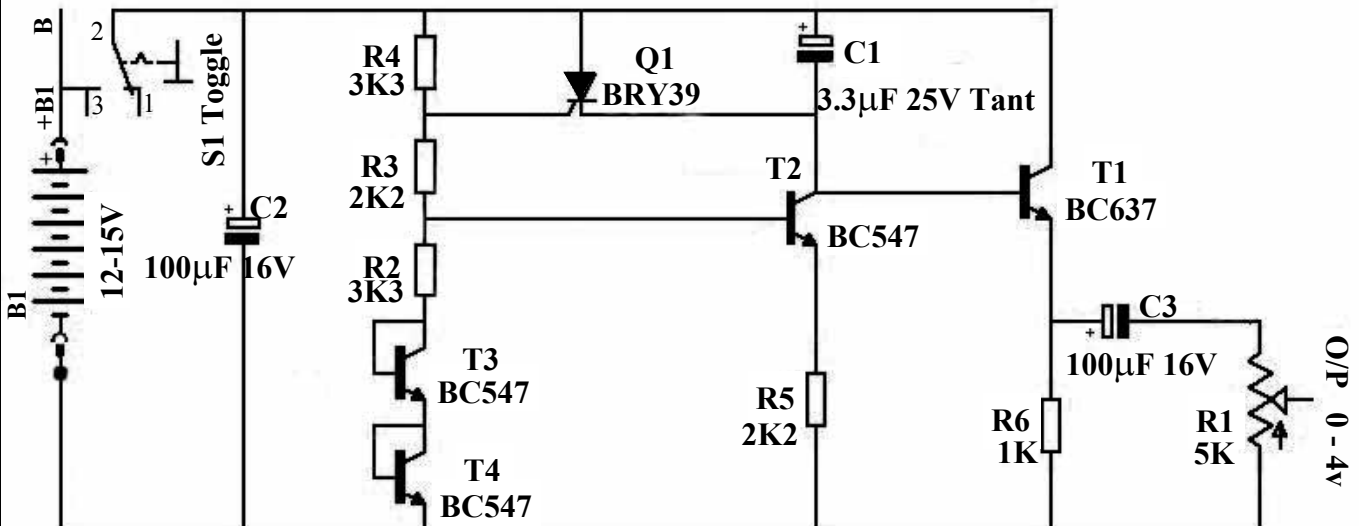 B
2
+B1
3
1
S1 Toggle
+
B1
12-15V
+
C2
100µF 16V
R4
3K3
R3
2K2
R2
3K3
T3
BC547
T4
BC547
Q1
BRY39
+
C1
3.3µF 25V Tant
T2
BC547
R5
2K2
T1
BC637
R6
1K
+
C3
100µF 16V
R1
5K
O/P 0 - 4v